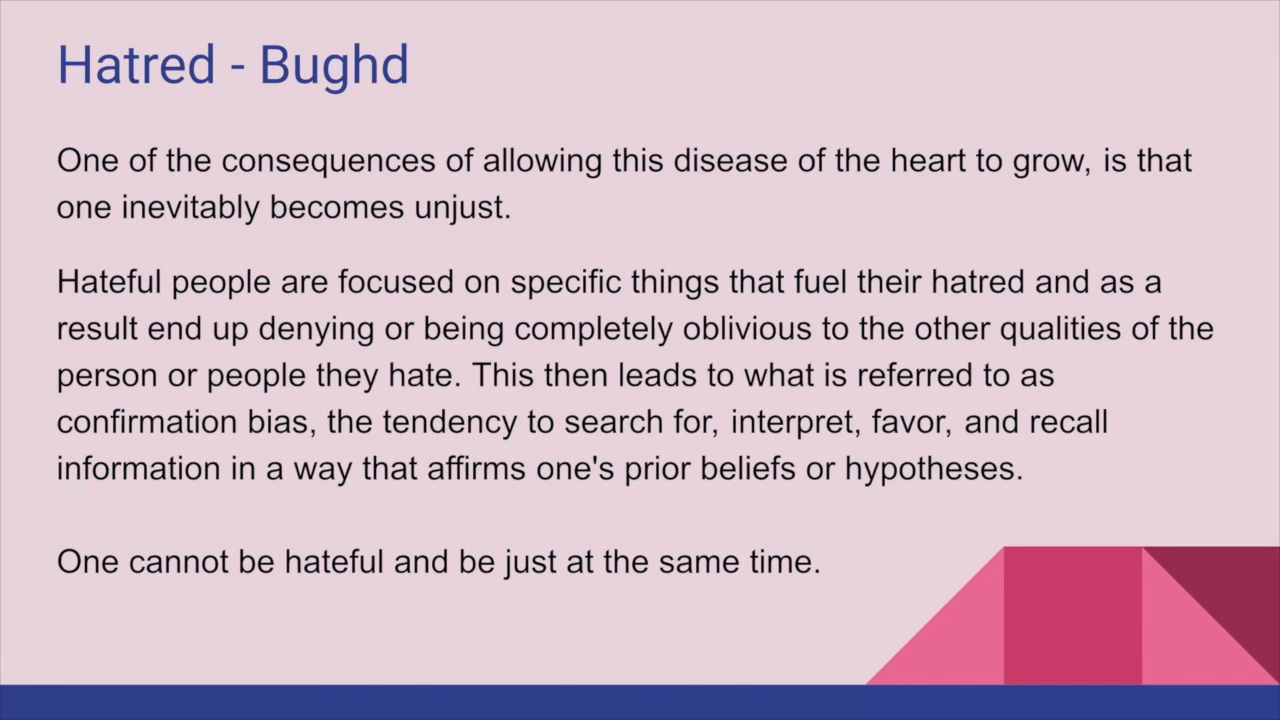 Hatred - Bughd
One of the consequences of allowing this disease of the heart to grow, is that
one inevitably becomes unjust.
Hateful people are focused on specific things that fuel their hatred and as a
result end up denying or being completely oblivious to the other qualities of the
person or people they hate. This then leads to what is referred to as
confirmation bias, the tendency to search for, interpret, favor, and recall
information in a way that affirms one's prior beliefs or hypotheses.
One cannot be hateful and be just at the same time.